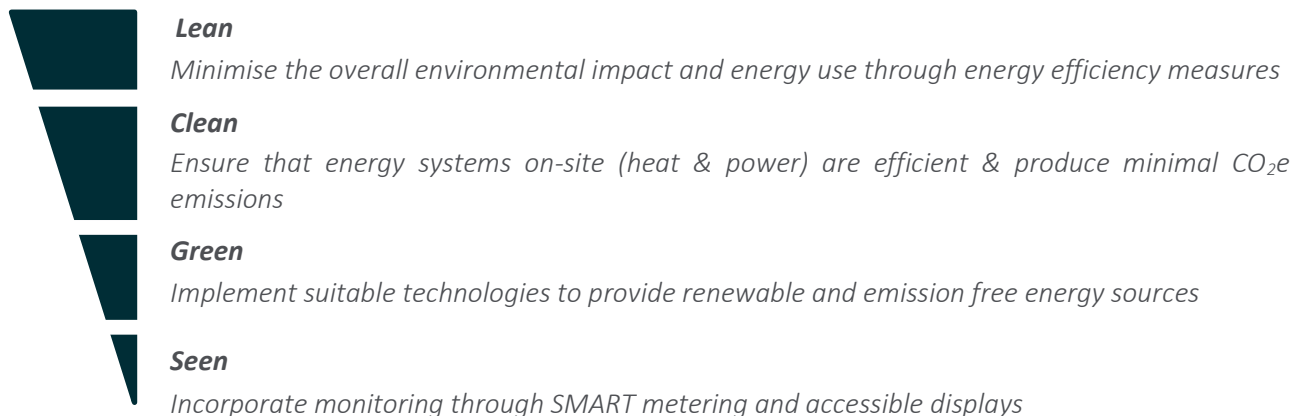 Lean
Minimise the overall environmental impact and energy use through energy efficiency measures
Clean
Ensure that energy systems on-site (heat & power) are efficient & produce minimal CO₂e
emissions
Green
Implement suitable technologies to provide renewable and emission free energy sources
Seen
Incorporate monitoring through SMART metering and accessible displays